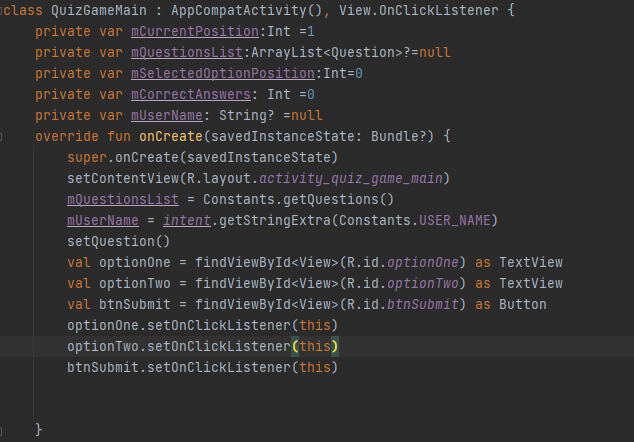 class QuizGameMain : AppCompatActivity(), View.OnClickListener {
    private var mCurrentPosition:Int =1
    private var mQuestionsList:ArrayList<Question>?=null
    private var mSelectedOptionPosition:Int=0
    private var mCorrectAnswers: Int =0
    private var mUserName: String? =null
    override fun onCreate(savedInstanceState: Bundle?) {
        super.onCreate(savedInstanceState)
        setContentView(R.layout.activity_quiz_game_main)
        mQuestionsList = Constants.getQuestions()
        mUserName = intent.getStringExtra(Constants.USER_NAME)
        setQuestion()
        val optionOne = findViewById<View>(R.id.optionOne) as TextView
        val optionTwo = findViewById<View>(R.id.optionTwo) as TextView
        val btnSubmit = findViewById<View>(R.id.btnSubmit) as Button
        optionOne.setOnClickListener(this)
        optionTwo.setOnClickListener(this)
        btnSubmit.setOnClickListener(this)
    }